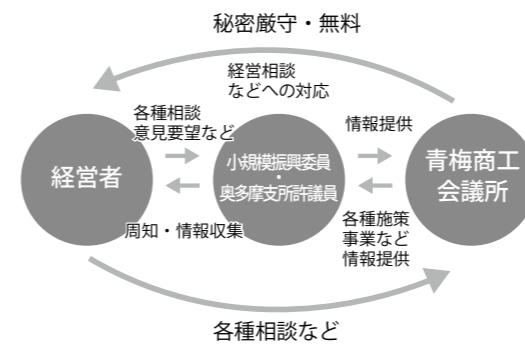 秘密厳守・無料
経営相談
などへの対応
各種相談
意見要望など
情報提供
経営者
小規模振興委員
・
奥多摩支所許議員
青梅商工
会議所
周知・情報収集
各種施策
事業など
情報提供
各種相談など